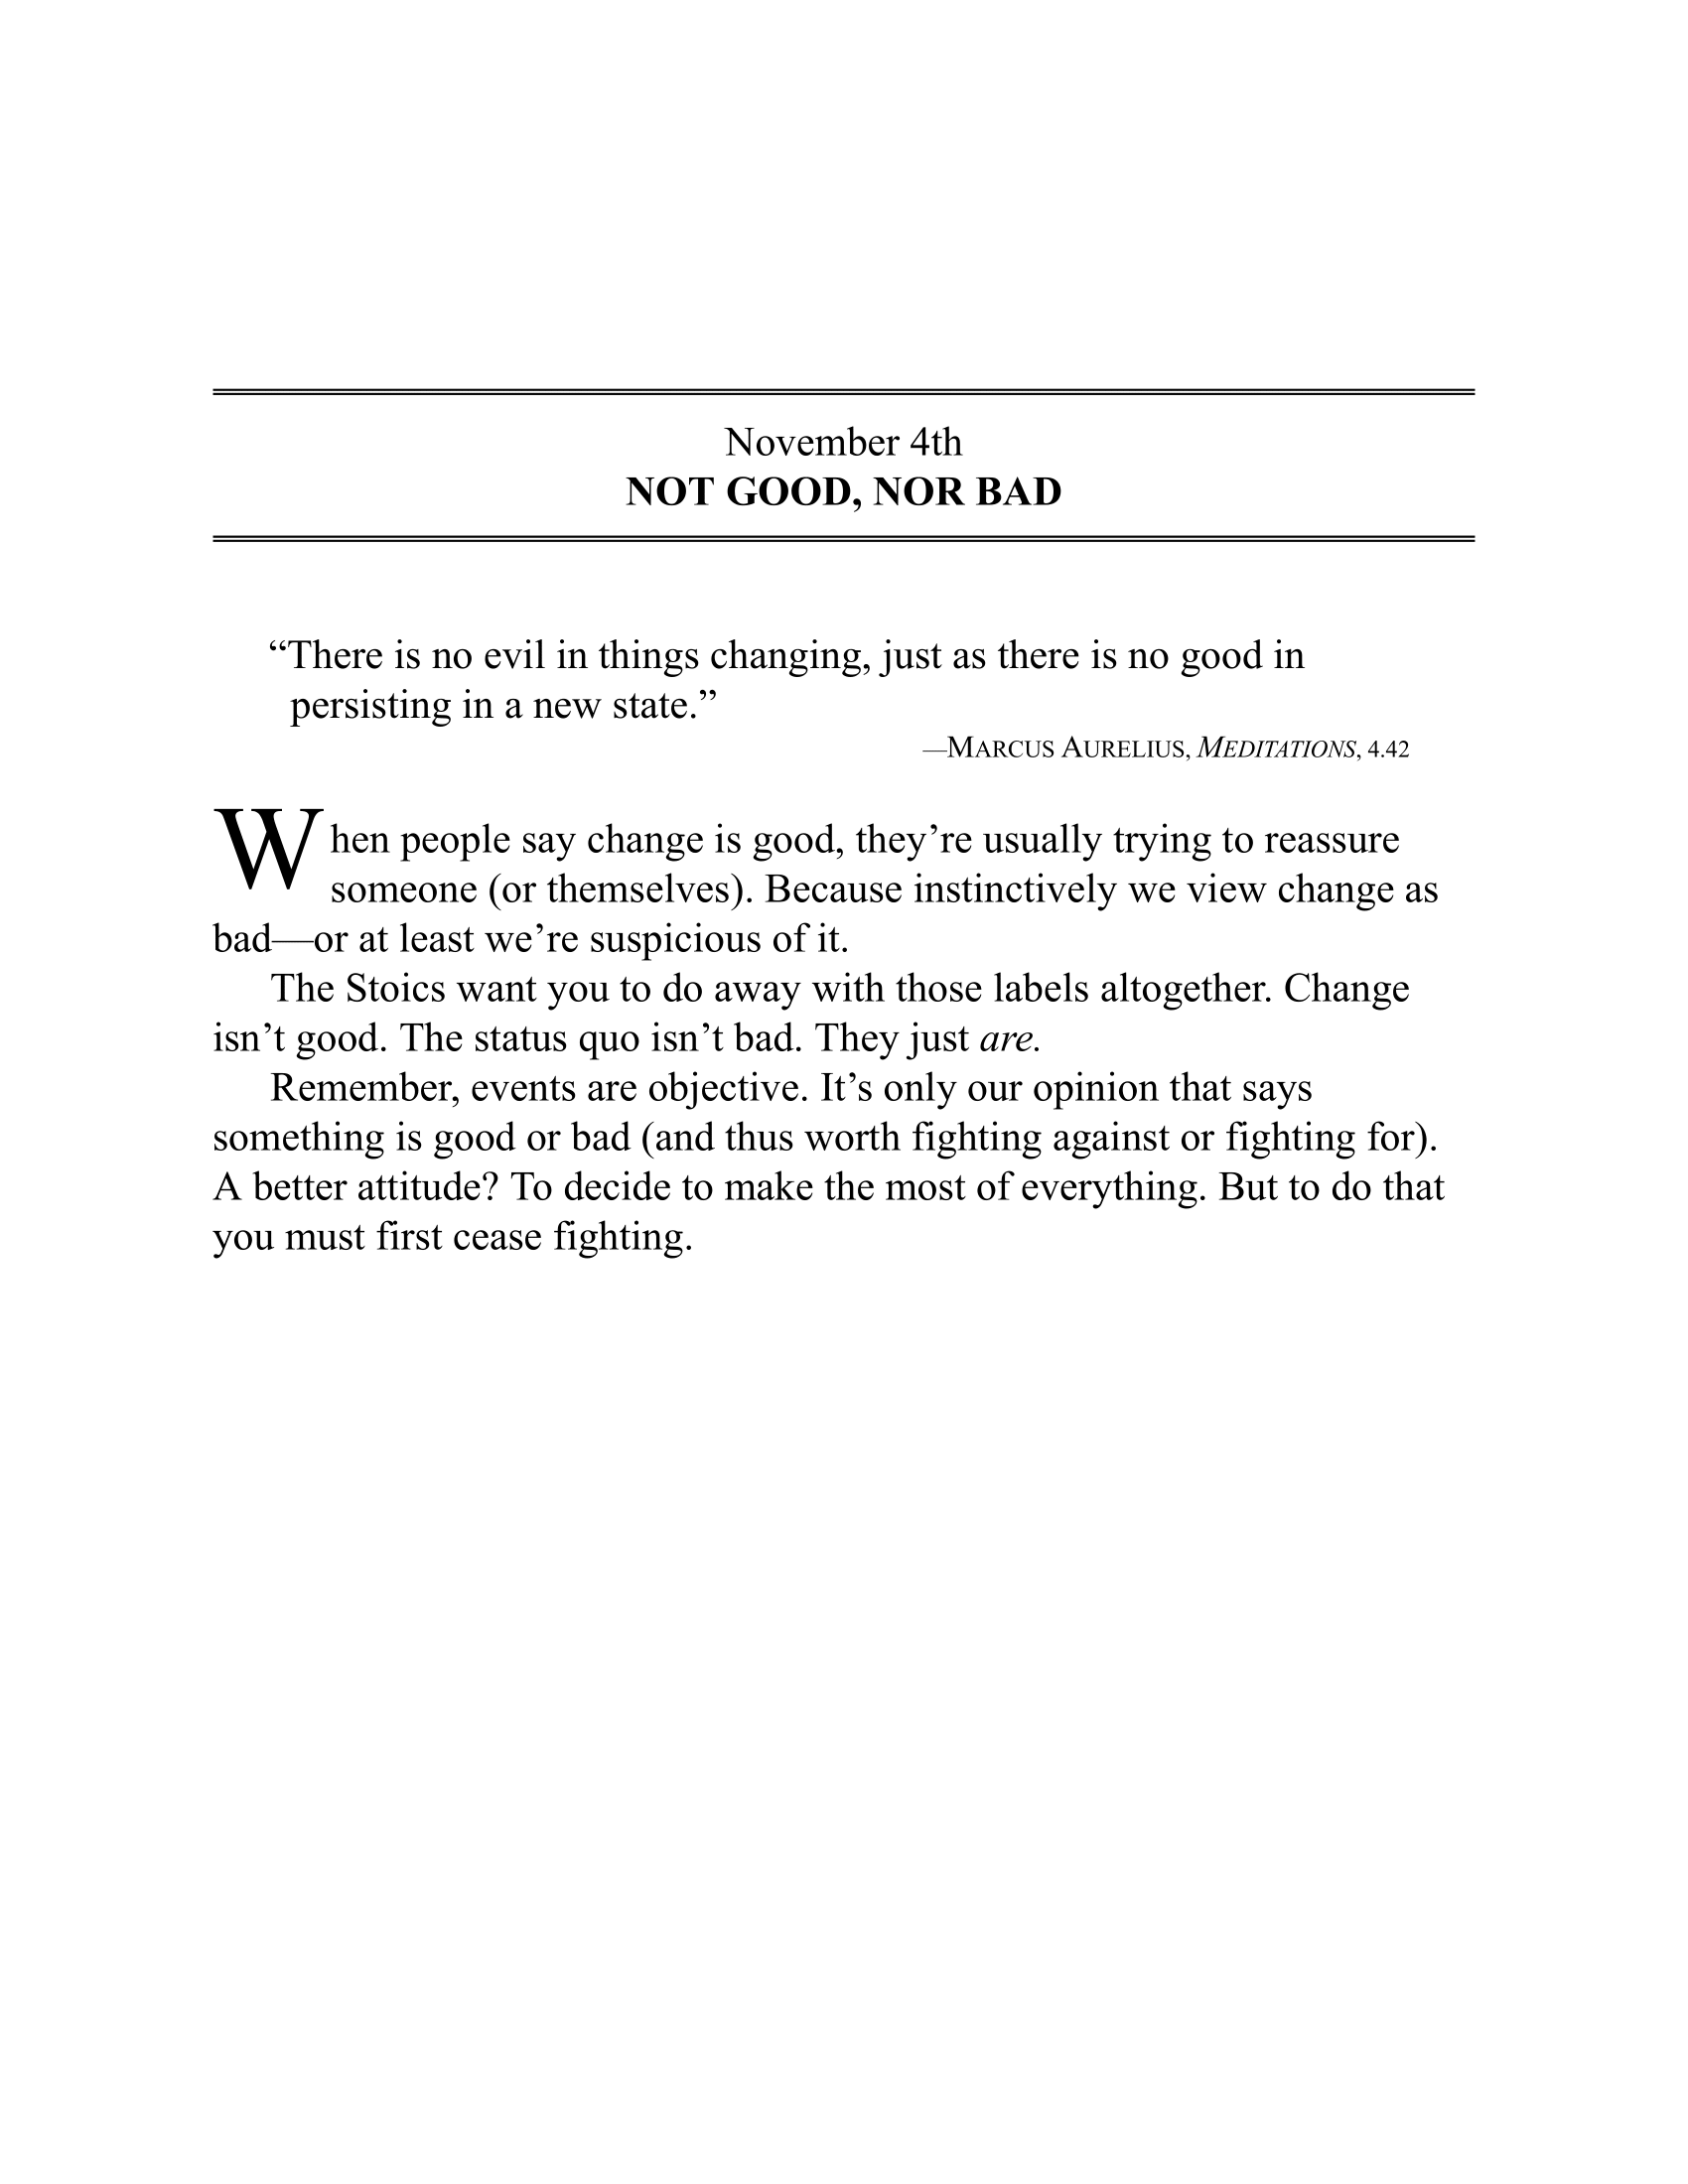 November 4th
NOT GOOD, NOR BAD
“There is no evil in things changing, just as there is no good in
persisting in a new state.”
—MARCUS AURELIUS, MEDITATIONS, 4.42
When people say change is good, they’re usually trying to reassure
someone (or themselves). Because instinctively we view change as
bad—or at least we’re suspicious of it.
The Stoics want you to do away with those labels altogether. Change
isn’t good. The status quo isn’t bad. They just are.
Remember, events are objective. It’s only our opinion that says
something is good or bad (and thus worth fighting against or fighting for).
A better attitude? To decide to make the most of everything. But to do that
you must first cease fighting.